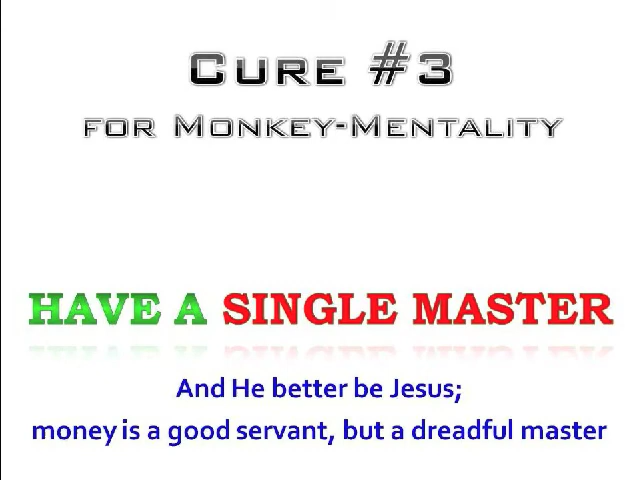 Cure #3
for Monkey-Mentality
HAVE A SINGLE MASTER
And He better be Jesus;
money is a good servant, but a dreadful master